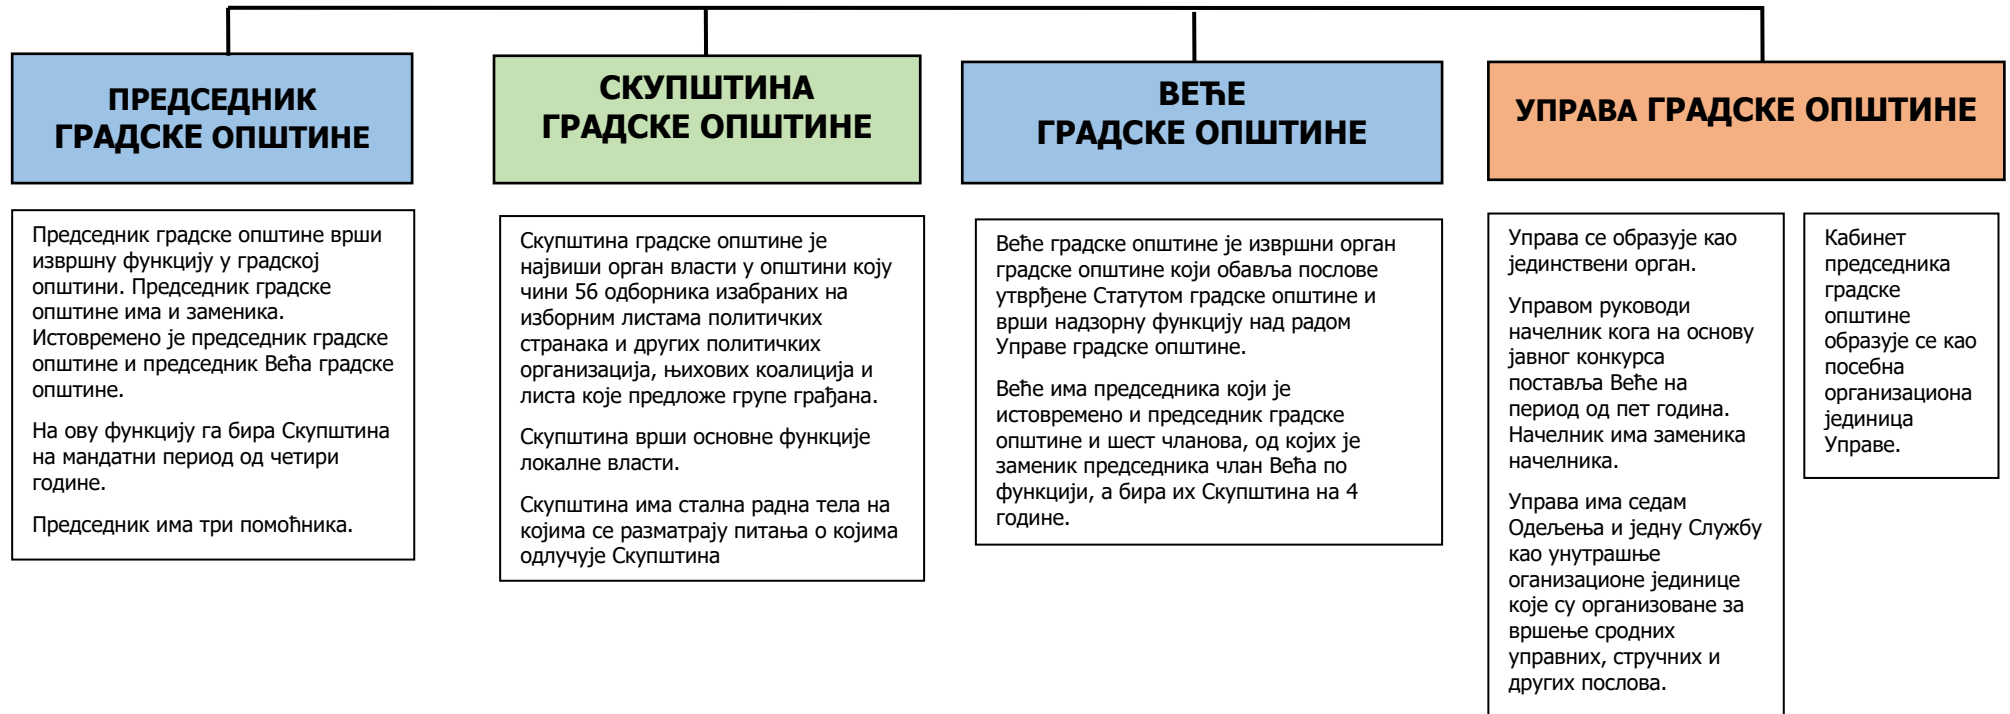 ПРЕДСЕДНИК
ГРАДСКЕ ОПШТИНЕ
Председник градске општине врши
извршну функцију у градској
општини. Председник градске
општине има и заменика.
Истовремено је председник градске
општине и председник Већа градске
општине.
На ову функцију га бира Скупштина
на мандатни период од четири
године.
Председник има три помоћника.
СКУПШТИНА
ГРАДСКЕ ОПШТИНЕ
Скупштина градске општине је
највиши орган власти у општини коју
чини 56 одборника изабраних на
изборним листама политичких
странака и других политичких
организација, њихових коалиција и
листа које предложе групе грађана.
Скупштина врши основне функције
локалне власти.
Скупштина има стална радна тела на
којима се разматрају питања о којима
одлучује Скупштина
ВЕЋЕ
ГРАДСКЕ ОПШТИНЕ
Веће градске општине је извршни орган
градске општине који обавља послове
утврђене Статутом градске општине и
врши надзорну функцију над радом
Управе градске општине.
Веће има председника који је
истовремено и председник градске
општине и шест чланова, од којих је
заменик председника члан Већа по
функцији, а бира их Скупштина на 4
године.
УПРАВА ГРАДСКЕ ОПШТИНЕ
Управа се образује као
јединствени орган.
Управом руководи
начелник кога на основу
јавног конкурса
поставља Веће на
период од пет година.
Начелник има заменика
начелника.
Управа има седам
Одељења и једну Службу
као унутрашње
оганизационе јединице
које су организоване за
вршење сродних
управних, стручних и
других послова.
Кабинет
председника
градске
општине
образује се као
посебна
организациона
јединица
Управе.